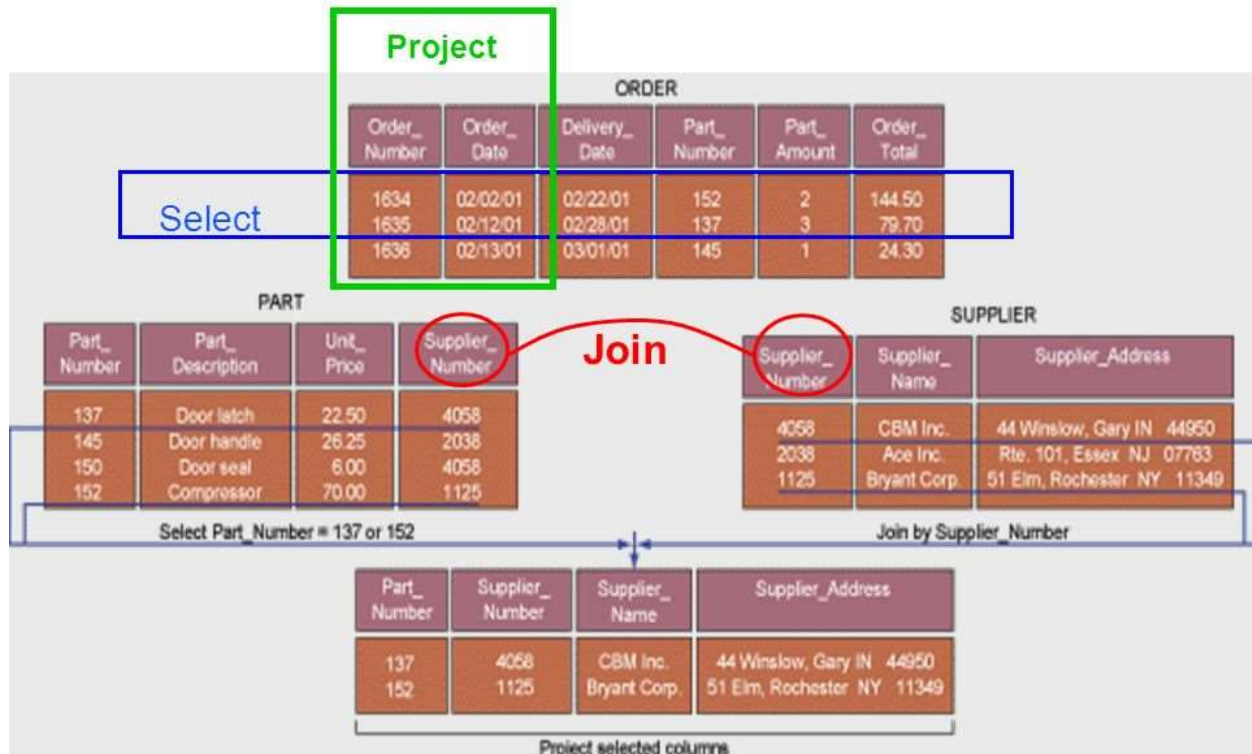 Project
ORDER
Order_ Number Order_ Date Delivery_ Date Part_ Number Part_ Amount Order_ Total
Select
1634 02/02/01 02/22/01 152 2 144.50
1635 02/12/01 02/28/01 137 3 79.70
1636 02/13/01 03/01/01 145 1 24.30
PART
Part_ Number Part_ Description Unit_ Price Supplier_ Number
137 Door latch 22.50 4058
145 Door handle 26.25 2038
150 Door seal 6.00 4058
152 Compressor 70.00 1125
Select Part_Number = 137 or 152
Join
SUPPLIER
Supplier_ Number Supplier_ Name Supplier_Address
4058 CBM Inc. 44 Winslow, Gary IN 44950
2038 Ace Inc. Rte. 101, Essex NJ 07763
1125 Bryant Corp. 51 Elm, Rochester NY 11349
Join by Supplier_Number
Part_ Number Supplier_ Number Supplier_ Name Supplier_Address
137 4058 CBM Inc. 44 Winslow, Gary IN 44950
152 1125 Bryant Corp. 51 Elm, Rochester NY 11349
Project selected columns